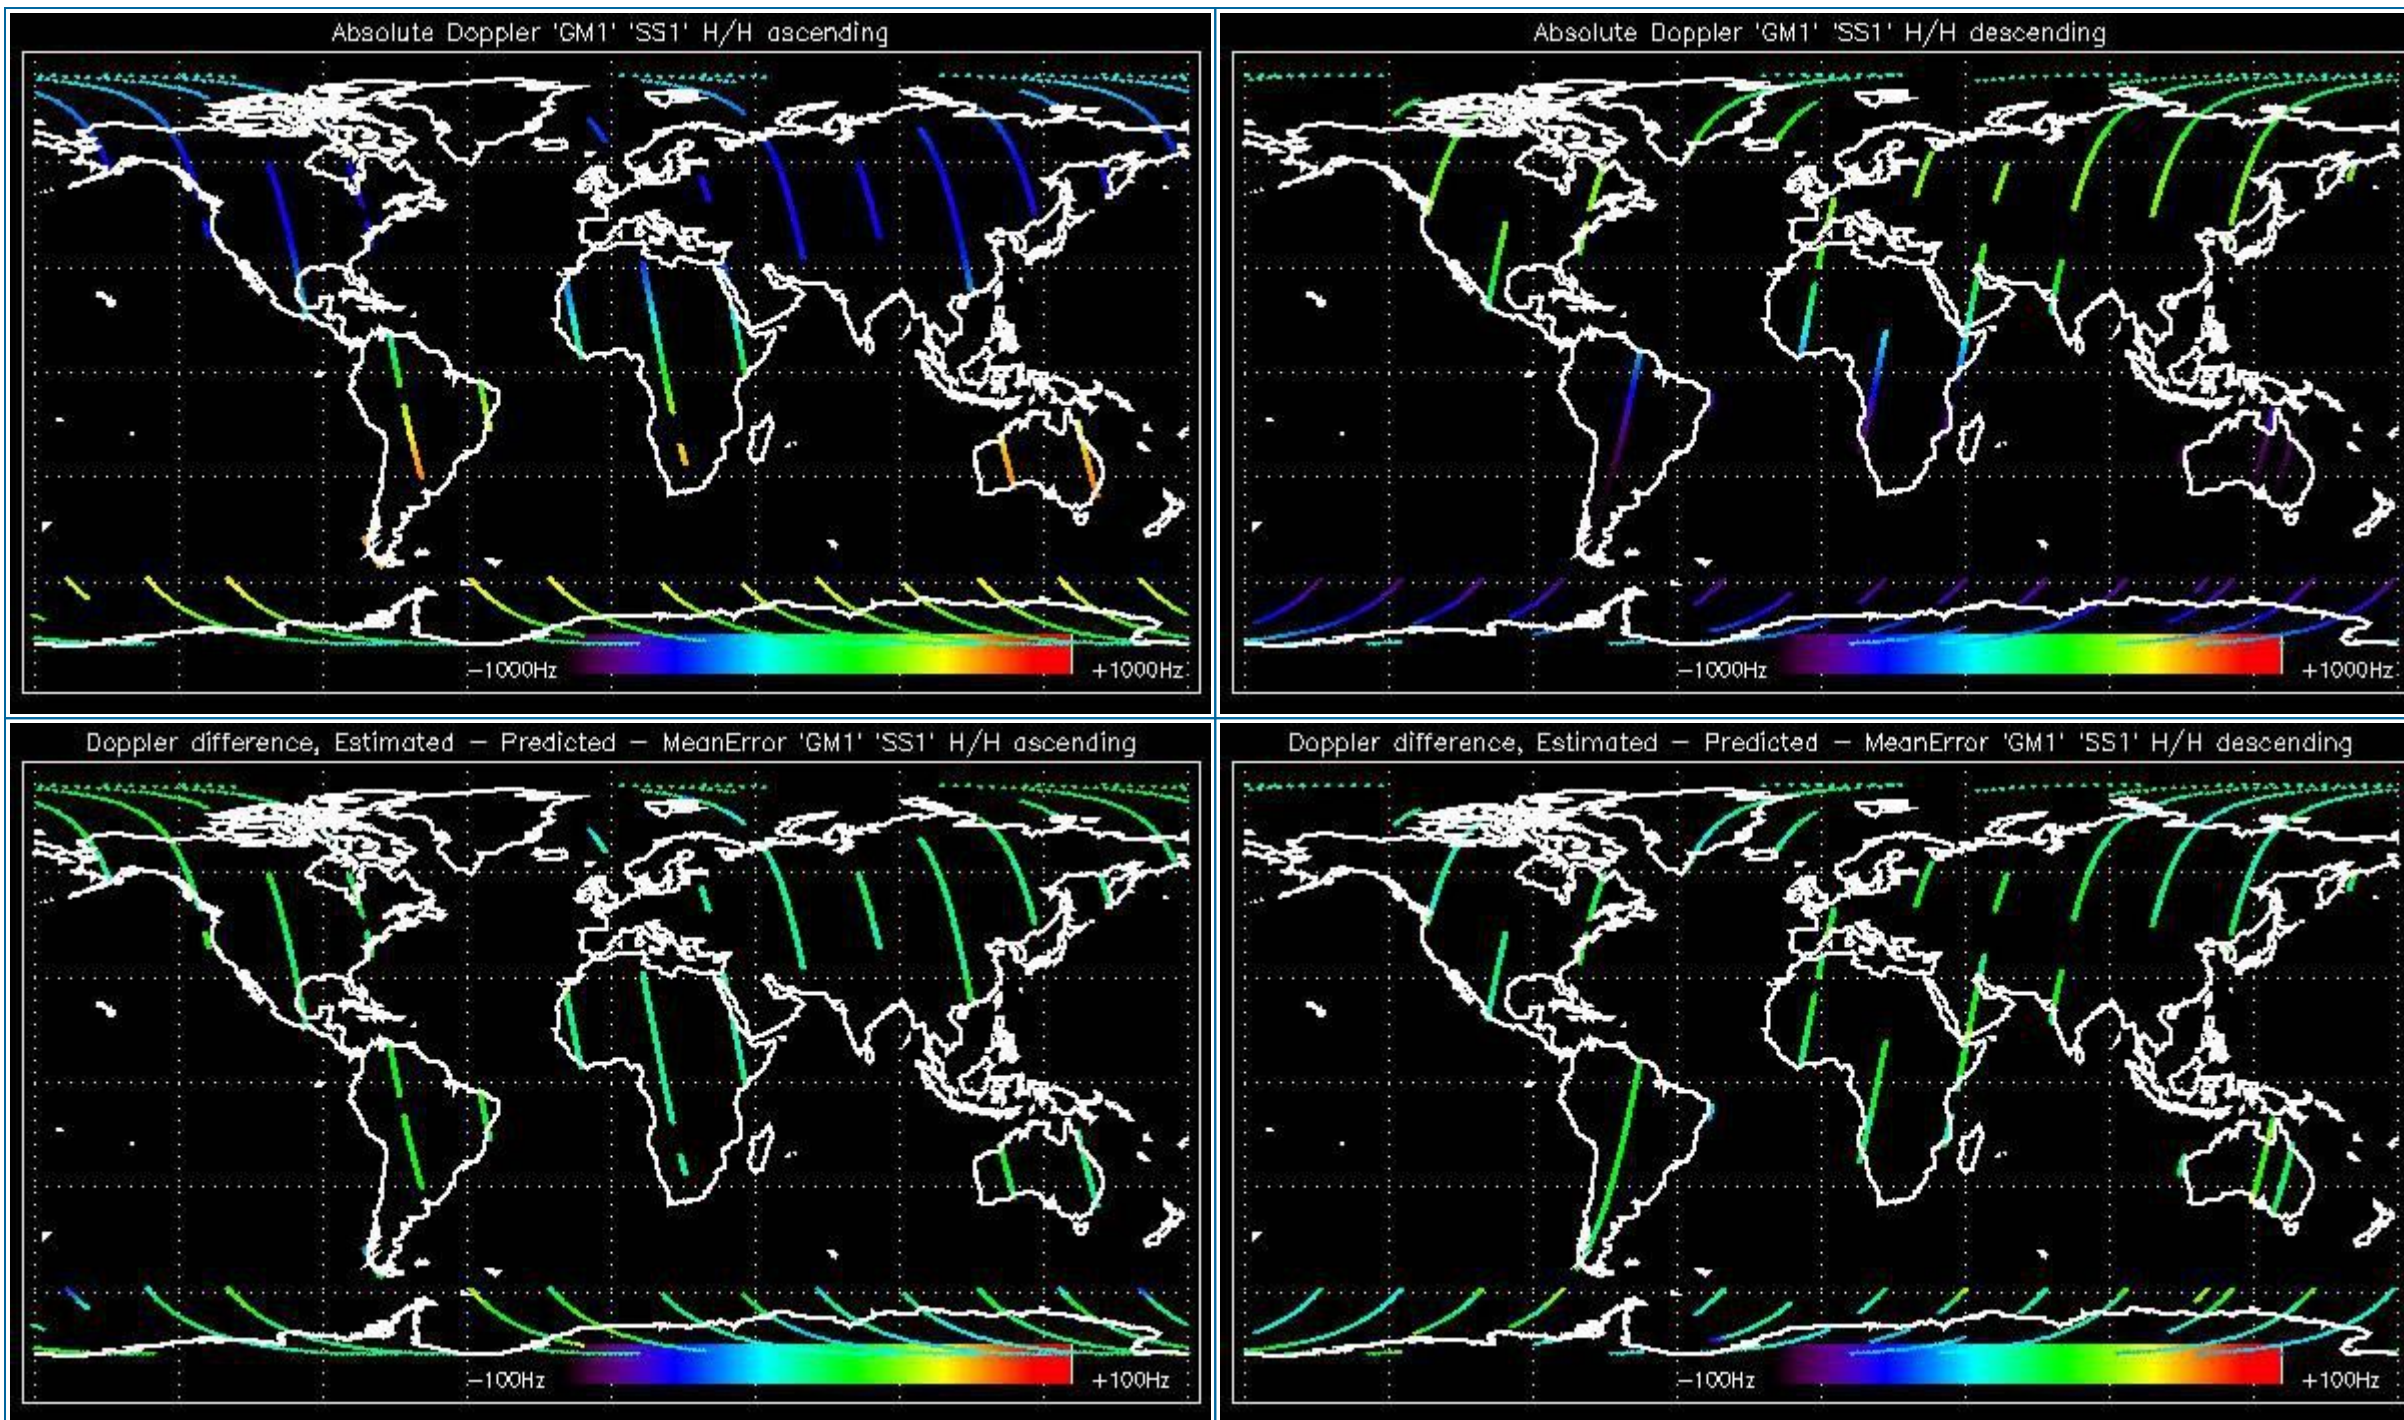 Absolute Doppler 'GM1' 'SS1' H/H ascending
-1000Hz
+1000Hz
Absolute Doppler 'GM1' 'SS1' H/H descending
-1000Hz
+1000Hz
Doppler difference, Estimated - Predicted - MeanError 'GM1' 'SS1' H/H ascending
-100Hz
+100Hz
Doppler difference, Estimated - Predicted - MeanError 'GM1' 'SS1' H/H descending
-100Hz
+100Hz